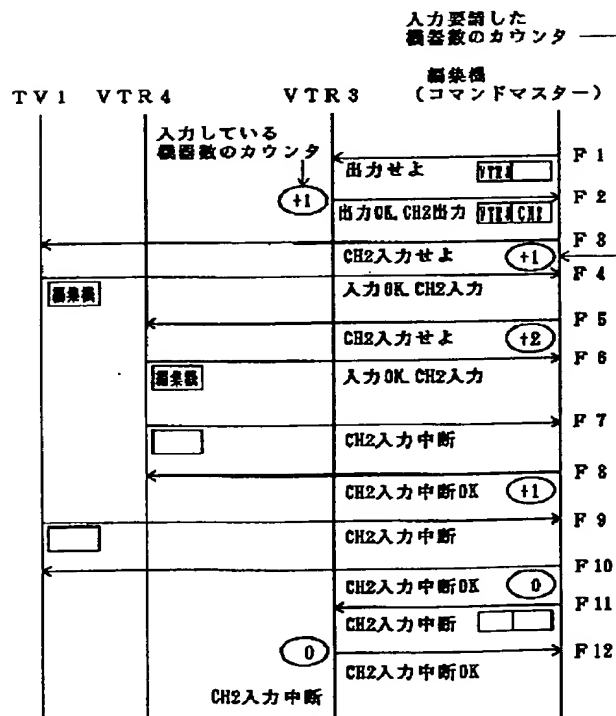 入力要請した
機器数のカウンタ
編集機
TV1 VTR4 VTR3 (コマンドマスター)
入力している
機器数のカウンタ
F1
出力せよ VTR3
F2
+1
出力OK.CH2出力 VTR3 CH2
F3
CH2入力せよ +1
F4
編集機 入力OK.CH2入力
F5
CH2入力せよ +2
F6
編集機 入力OK.CH2入力
F7
CH2入力中断
F8
CH2入力中断OK +1
F9
CH2入力中断
F10
CH2入力中断OK 0
F11
CH2入力中断
F12
0
CH2入力中断OK
CH2入力中断